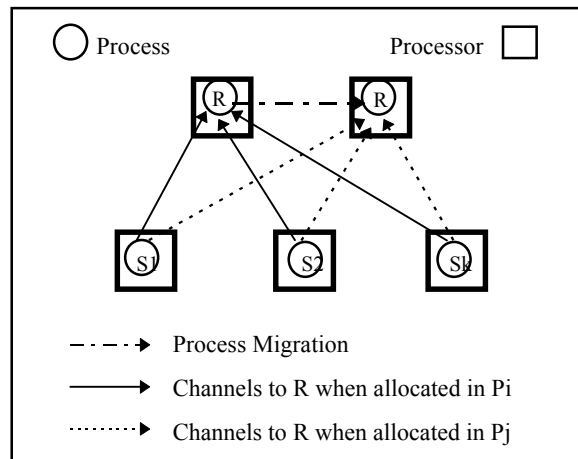 Process
Processor
R
R
S1
S2
Sk
Process Migration
Channels to R when allocated in Pi
Channels to R when allocated in Pj